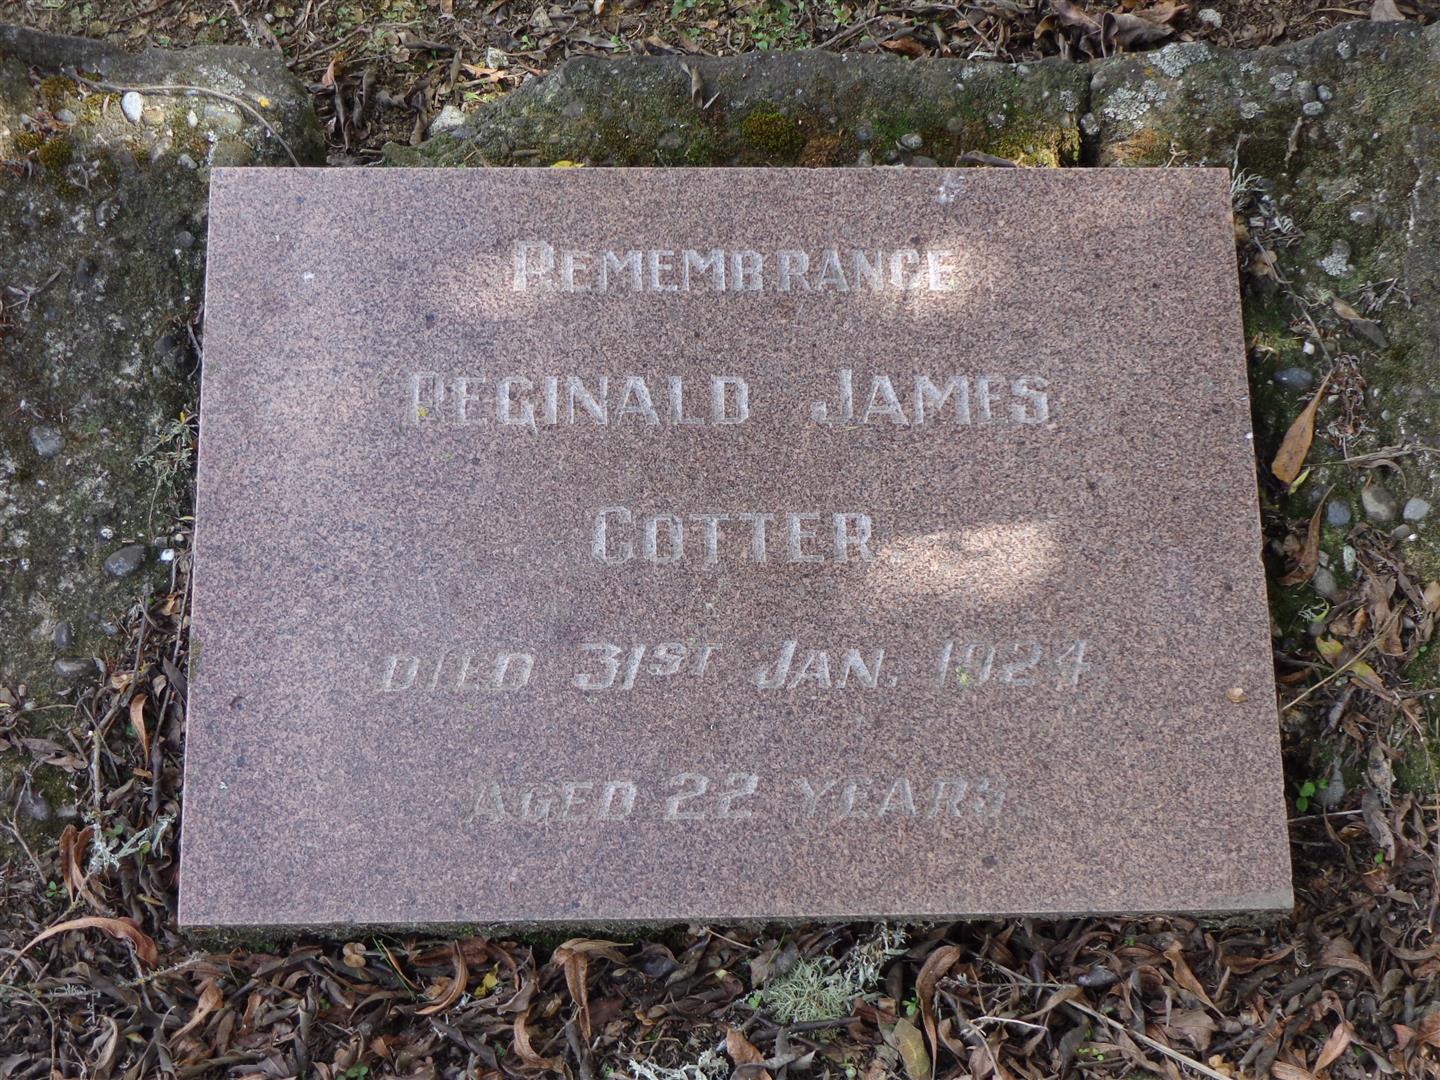 REMEMBRANCE
REGINALD JAMES
COTTER.
DIED 31ST JAN. 1924.
AGED 22 YEARS.